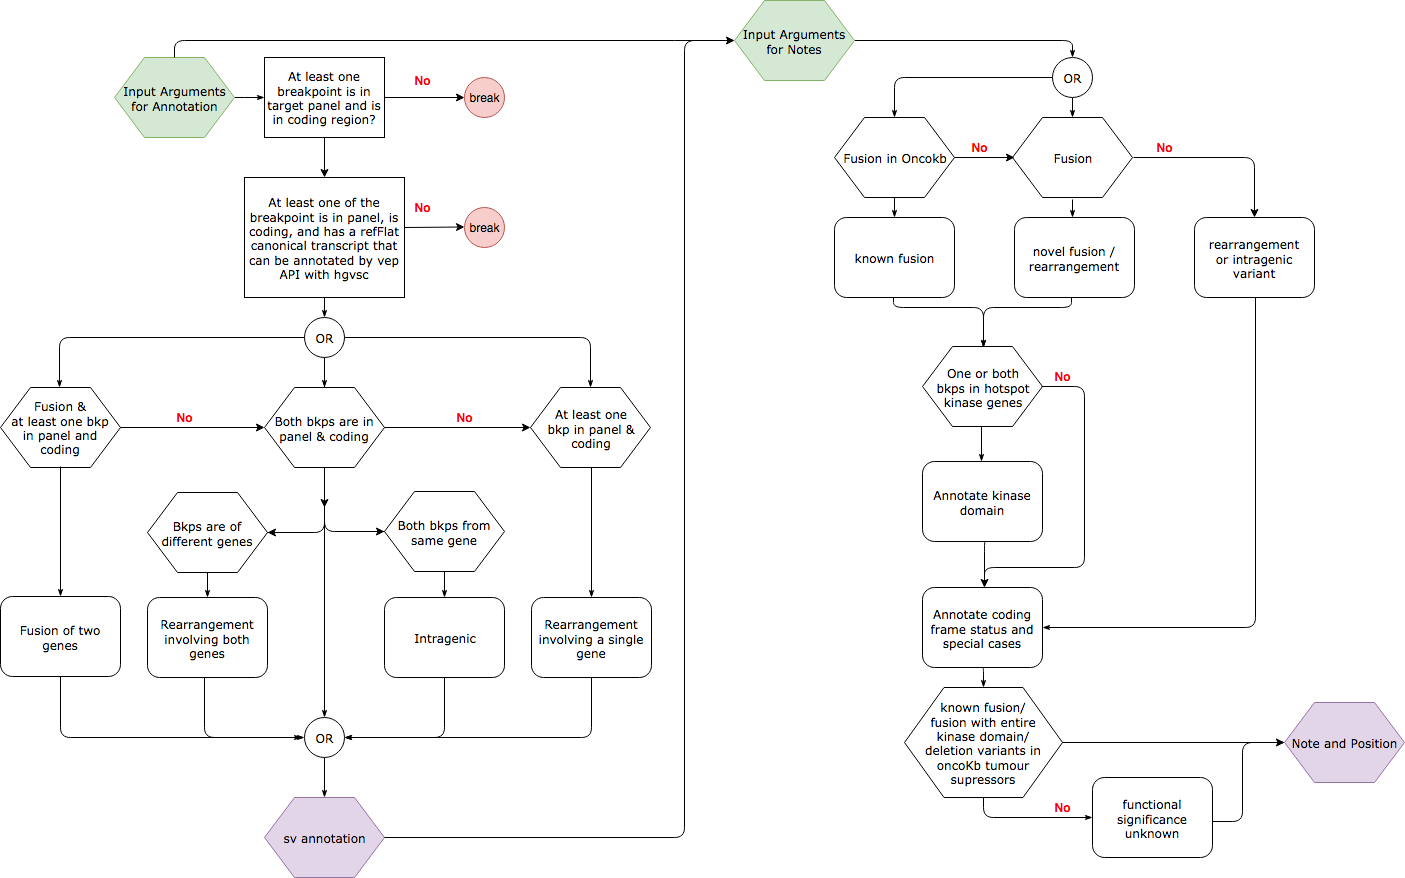 Input Arguments
for Annotation
At least one
breakpoint is in
target panel and is
in coding region?
No
break
At least one of the
breakpoint is in panel, is
coding, and has a refFlat
canonical transcript that
can be annotated by vep
API with hgvsc
No
break
OR
Fusion &
at least one bkp
in panel and
coding
No
Both bkps are in
panel & coding
No
At least one
bkp in panel &
coding
Bkps are of
different genes
Both bkps from
same gene
Fusion of two
genes
Rearrangement
involving both
genes
Intragenic
Rearrangement
involving a single
gene
OR
sv annotation
Input Arguments
for Notes
OR
Fusion in Oncokb
No
Fusion
No
known fusion
novel fusion /
rearrangement
rearrangement
or intragenic
variant
One or both
bkps in hotspot
kinase genes
No
Annotate kinase
domain
Annotate coding
frame status and
special cases
known fusion/
fusion with entire
kinase domain/
deletion variants in
oncoKb tumour
supressors
No
functional
significance
unknown
Note and Position